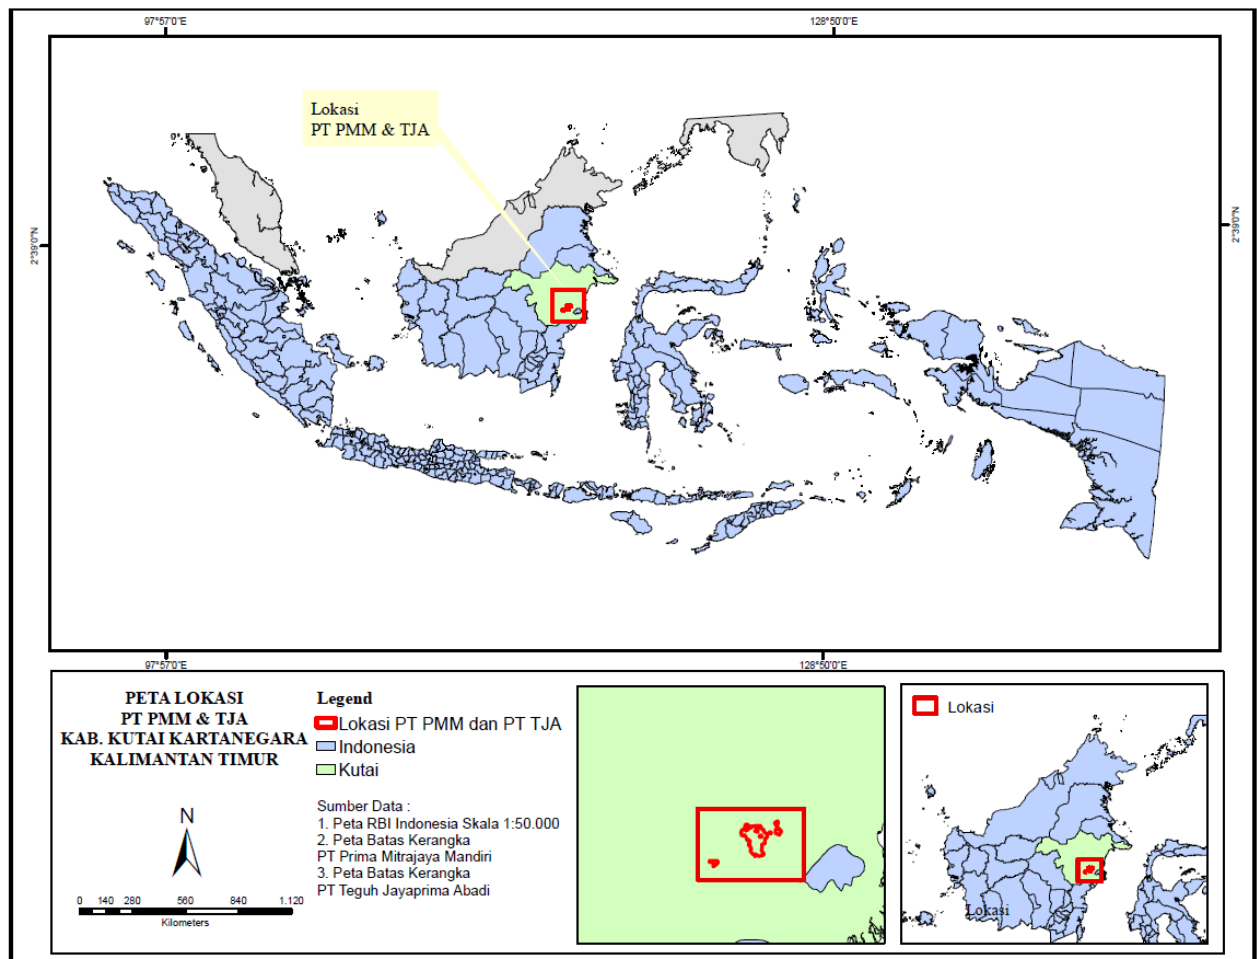 97°57'0"E
128°50'0"E
Lokasi
PT PMM & TJA
2°39'0"N
2°39'0"N
97°57'0"E
128°50'0"E
PETA LOKASI
PT PMM & TJA
KAB. KUTAI KARTANEGARA
KALIMANTAN TIMUR
N
0 140 280 560 840 1.120
Kilometers
Legend
Lokasi PT PMM dan PT TJA
Indonesia
Kutai
Sumber Data :
1. Peta RBI Indonesia Skala 1:50.000
2. Peta Batas Kerangka
PT Prima Mitrajaya Mandiri
3. Peta Batas Kerangka
PT Teguh Jayaprima Abadi
Lokasi
Lokasi